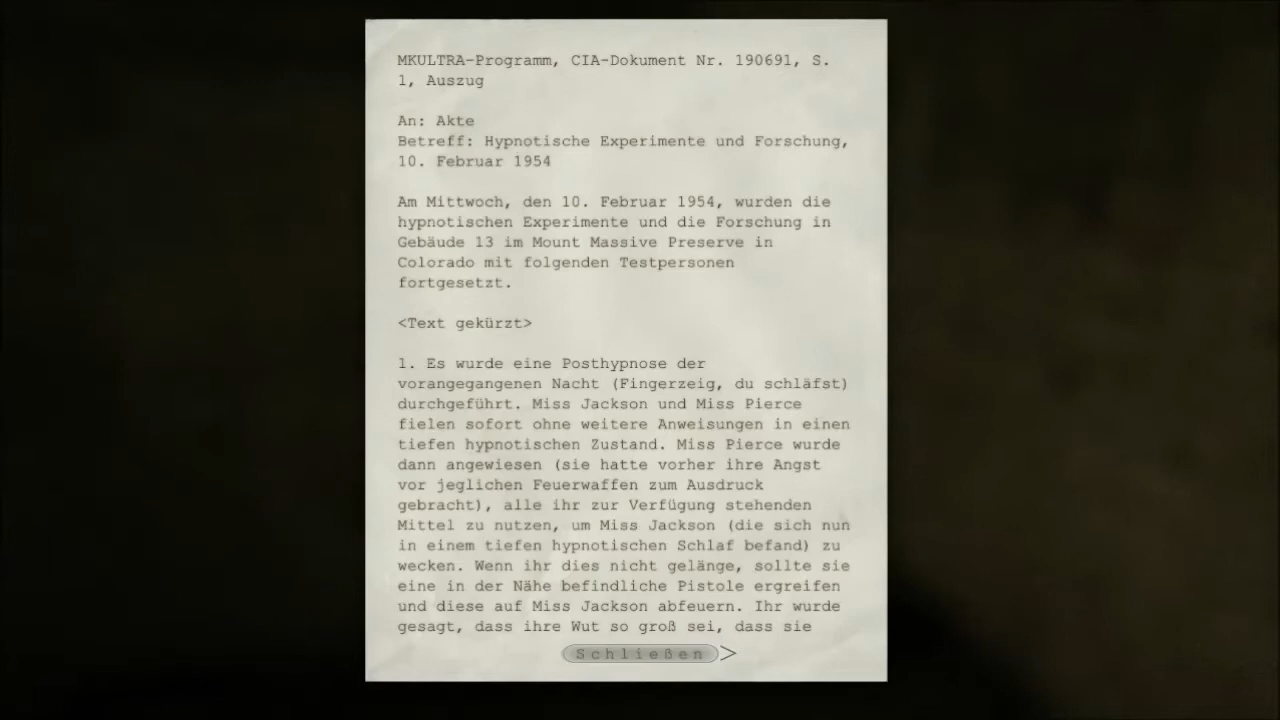 MKULTRA-Programm, CIA-Dokument Nr. 190691, S.
1, Auszug
An: Akte
Betreff: Hypnotische Experimente und Forschung,
10. Februar 1954
Am Mittwoch, den 10. Februar 1954, wurden die
hypnotischen Experimente und die Forschung in
Gebäude 13 im Mount Massive Preserve in
Colorado mit folgenden Testpersonen
fortgesetzt.
<Text gekürzt>
1. Es wurde eine Posthypnose der
vorangegangenen Nacht (Fingerzeig, du schläfst)
durchgeführt. Miss Jackson und Miss Pierce
fielen sofort ohne weitere Anweisungen in einen
tiefen hypnotischen Zustand. Miss Pierce wurde
dann angewiesen (sie hatte vorher ihre Angst
vor jeglichen Feuerwaffen zum Ausdruck
gebracht), alle ihr zur Verfügung stehenden
Mittel zu nutzen, um Miss Jackson (die sich nun
in einem tiefen hypnotischen Schlaf befand) zu
wecken. Wenn ihr dies nicht gelänge, sollte sie
eine in der Nähe befindliche Pistole ergreifen
und diese auf Miss Jackson abfeuern. Ihr wurde
gesagt, dass ihre Wut so groß sei, dass sie
Schließen >